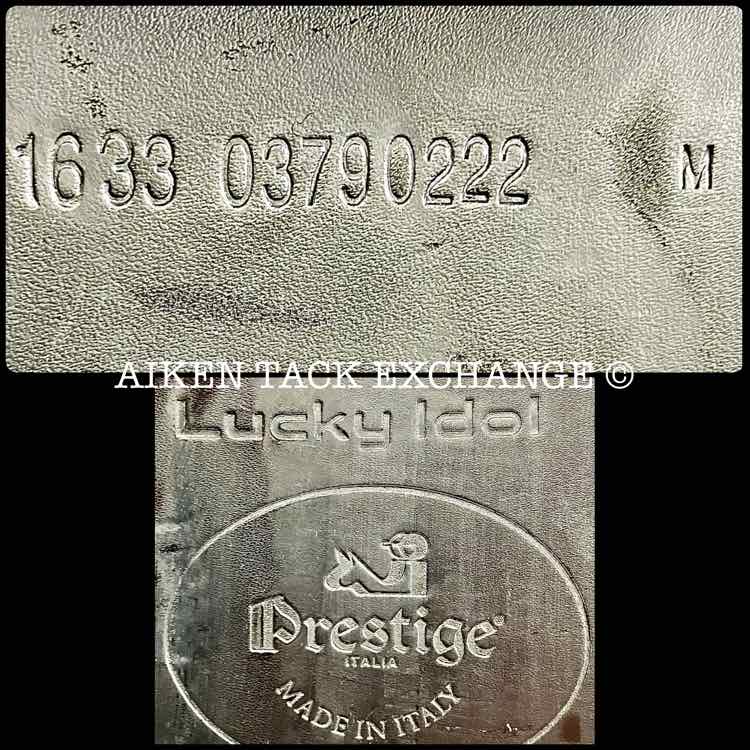 1633 03790222 M
AIKEN TACK EXCHANGE ©
Lucky Idol
Prestige®
ITALIA
MADE IN ITALY